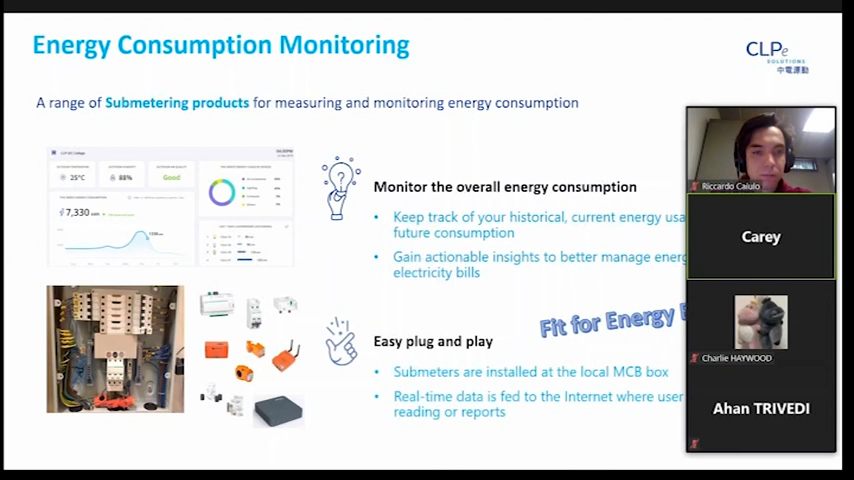 Energy Consumption Monitoring
CLPe
SOLUTIONS
中電運動
A range of Submetering products for measuring and monitoring energy consumption
25°C
88%
Good
7,330
Monitor the overall energy consumption
• Keep track of your historical, current energy usa
future consumption
• Gain actionable insights to better manage energ
electricity bills
Fit for Energy
Easy plug and play
• Submeters are installed at the local MCB box
• Real-time data is fed to the Internet where user
reading or reports
Riccardo Caiulo
Carey
Charlie HAYWOOD
Ahan TRIVEDI